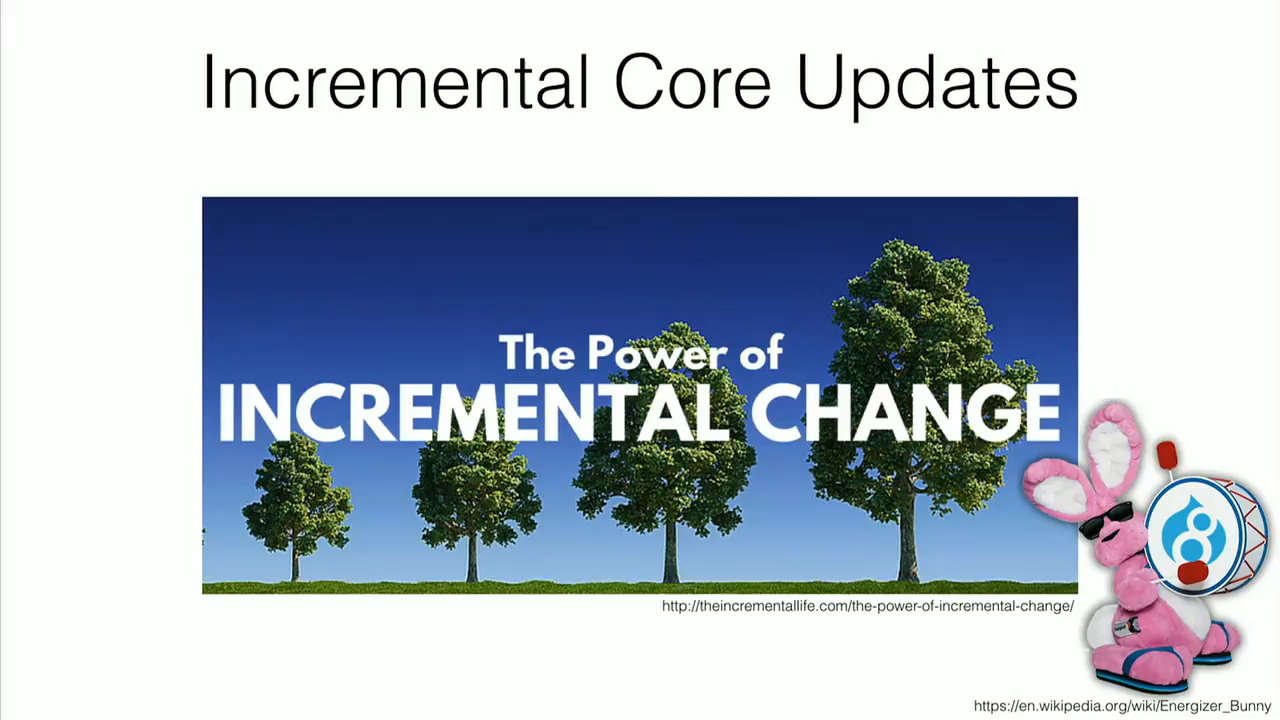 Incremental Core Updates
The Power of
INCREMENTAL CHANGE
8
http://theincrementallife.com/the-power-of-incremental-change/
https://en.wikipedia.org/wiki/Energizer_Bunny